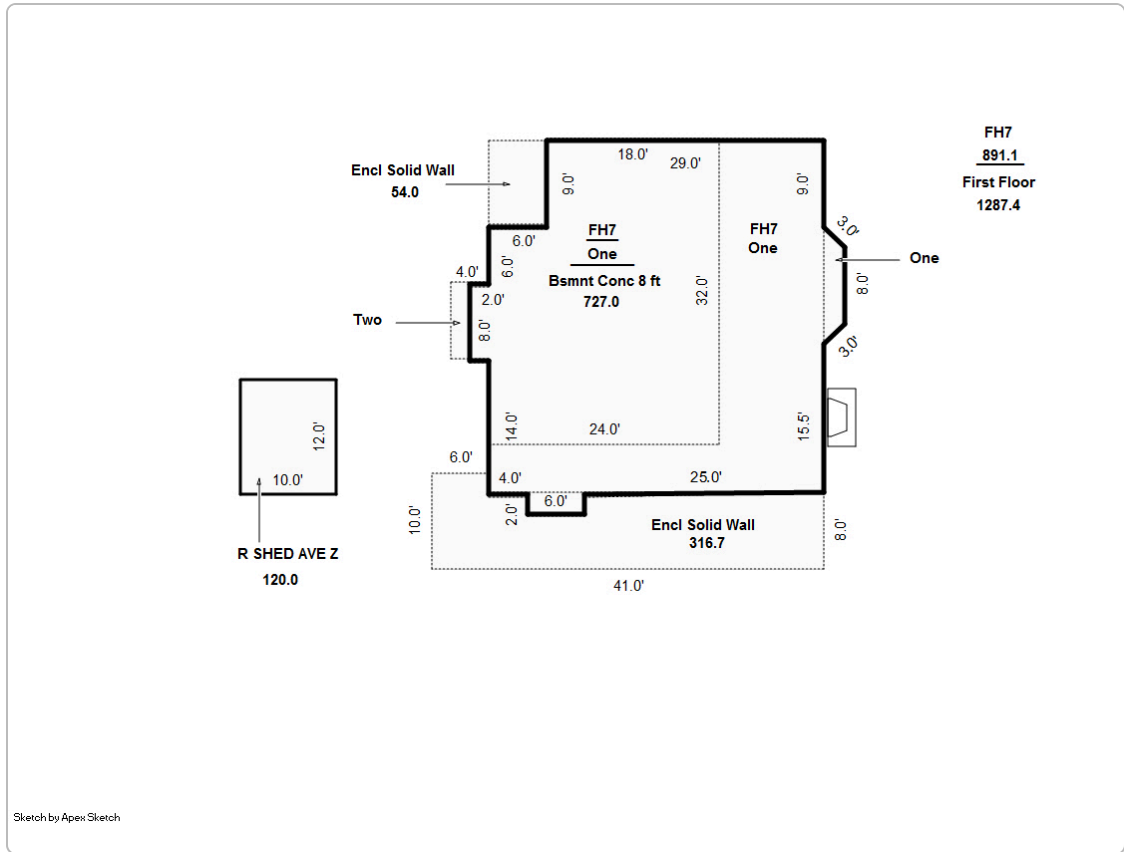 FH7
891.1
First Floor
1287.4
Encl Solid Wall
54.0
18.0'
29.0'
9.0'
9.0'
3.0'
FH7
One
Bsmnt Conc 8 ft
727.0
FH7
One
6.0'
6.0'
4.0'
2.0'
8.0'
32.0'
8.0'
One
Two
3.0'
14.0'
24.0'
15.5'
12.0'
10.0'
6.0'
4.0'
25.0'
6.0'
2.0'
10.0'
8.0'
Encl Solid Wall
316.7
41.0'
R SHED AVE Z
120.0
Sketch by Apex Sketch